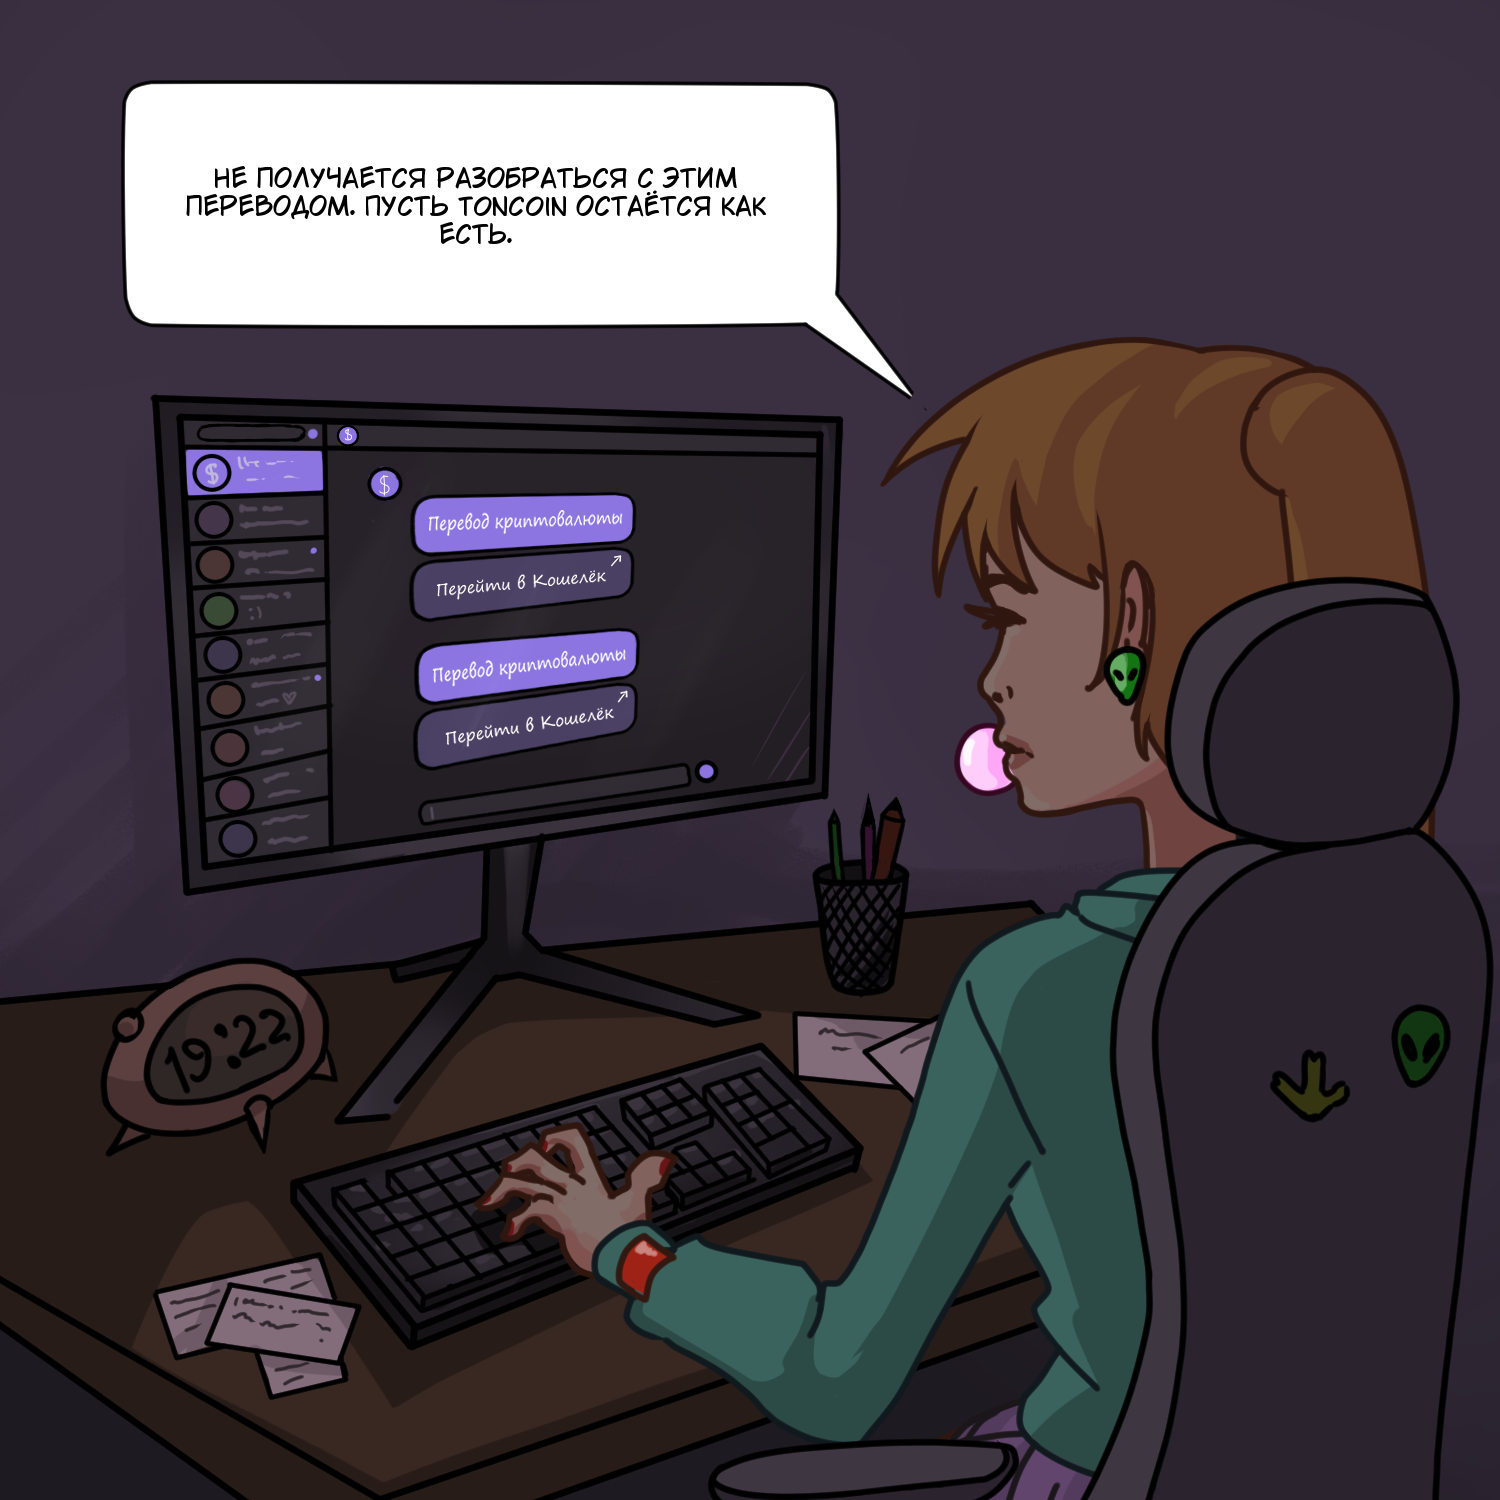 НЕ ПОЛУЧАЕТСЯ РАЗОБРАТЬСЯ С ЭТИМ
ПЕРЕВОДОМ. ПУСТЬ TONCOIN ОСТАЁТСЯ КАК
ЕСТЬ.
$
$
$
Перевод криптовалюты
Перейти в Кошелёк
:)
Перевод криптовалюты
Перейти в Кошелёк
19:22